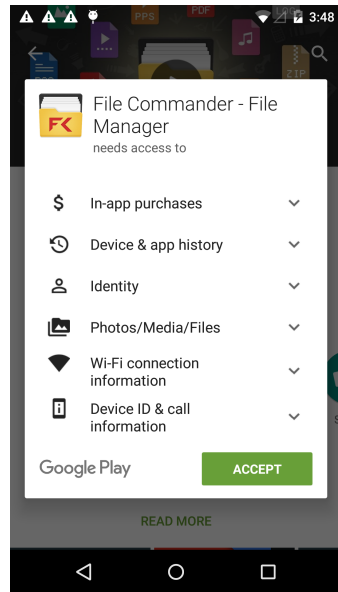 3:48
PPS
PDF
ZIP
File Commander - File
Manager
needs access to
In-app purchases
Device & app history
Identity
Photos/Media/Files
Wi-Fi connection
information
Device ID & call
information
Google Play
ACCEPT
READ MORE